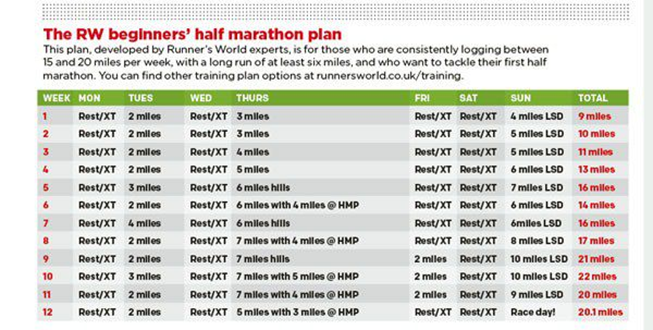 The RW beginners' half marathon plan
This plan, developed by Runner's World experts, is for those who are consistently logging between
15 and 20 miles per week, with a long run of at least six miles, and who want to tackle their first half
marathon. You can find other training plan options at runnersworld.co.uk/training.
WEEK MON TUES WED THURS FRI SAT SUN TOTAL
1 Rest/XT 2 miles Rest/XT 3 miles Rest/XT Rest/XT 4 miles LSD 9 miles
2 Rest/XT 2 miles Rest/XT 3 miles Rest/XT Rest/XT 5 miles LSD 10 miles
3 Rest/XT 2 miles Rest/XT 4 miles Rest/XT Rest/XT 5 miles LSD 11 miles
4 Rest/XT 2 miles Rest/XT 5 miles Rest/XT Rest/XT 6 miles LSD 13 miles
5 Rest/XT 3 miles Rest/XT 6 miles hills Rest/XT Rest/XT 7 miles LSD 16 miles
6 Rest/XT 2 miles Rest/XT 6 miles with 4 miles @ HMP Rest/XT Rest/XT 6 miles LSD 14 miles
7 Rest/XT 4 miles Rest/XT 6 miles hills Rest/XT Rest/XT 6miles LSD 16 miles
8 Rest/XT 2 miles Rest/XT 7 miles with 4 miles @ HMP Rest/XT Rest/XT 8 miles LSD 17 miles
9 Rest/XT 2 miles Rest/XT 7 miles hills 2 miles Rest/XT 10 miles LSD 21 miles
10 Rest/XT 3 miles Rest/XT 7 miles with 5 miles @ HMP 2 miles Rest/XT 10 miles LSD 22 miles
11 Rest/XT 2 miles Rest/XT 7 miles with 4 miles @ HMP 2 miles Rest/XT 9 miles LSD 20 miles
12 Rest/XT 2 miles Rest/XT 5 miles with 3 miles @ HMP Rest/XT Rest/XT Race day! 20.1 miles